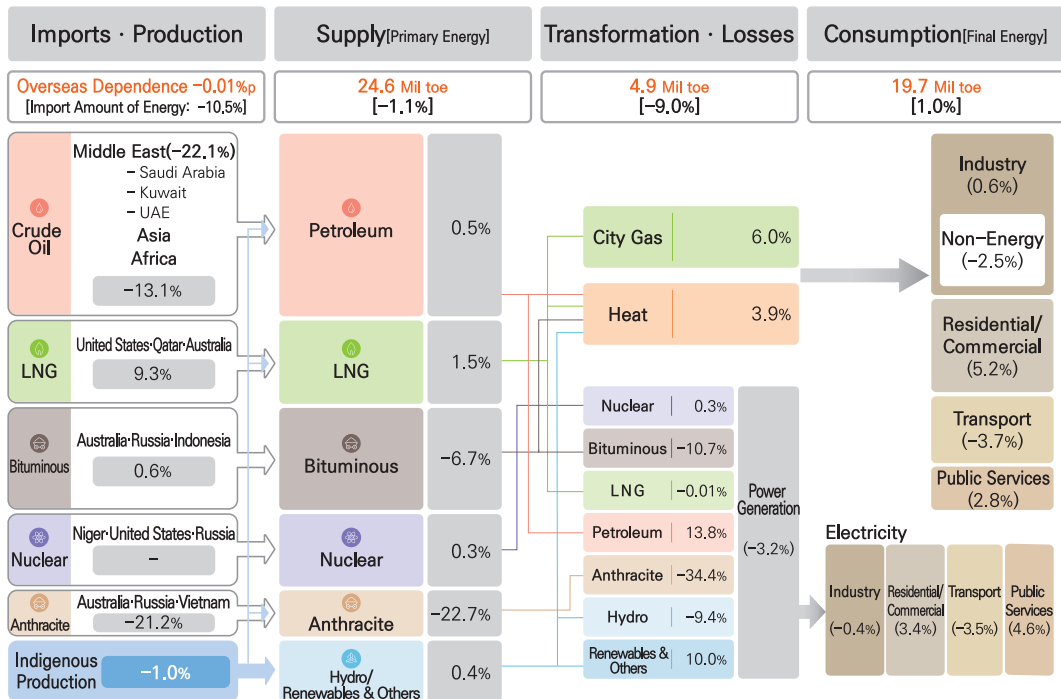 Imports · Production
Supply[Primary Energy]
Transformation · Losses
Consumption[Final Energy]
Overseas Dependence -0.01%p
[Import Amount of Energy: -10.5%]
24.6 Mil toe
[-1.1%]
4.9 Mil toe
[-9.0%]
19.7 Mil toe
[1.0%]
Crude
Oil
Middle East(-22.1%)
- Saudi Arabia
- Kuwait
- UAE
Asia
Africa
-13.1%
LNG
United States·Qatar·Australia
9.3%
Bituminous
Australia·Russia·Indonesia
0.6%
Nuclear
Niger·United States·Russia
-
Anthracite
Australia·Russia·Vietnam
-21.2%
Indigenous
Production
-1.0%
Petroleum
0.5%
LNG
1.5%
Bituminous
-6.7%
Nuclear
0.3%
Anthracite
-22.7%
Hydro/
Renewables & Others
0.4%
City Gas
6.0%
Heat
3.9%
Nuclear
0.3%
Bituminous
-10.7%
LNG
-0.01%
Petroleum
13.8%
Anthracite
-34.4%
Hydro
-9.4%
Renewables &
Others
10.0%
Power
Generation
(-3.2%)
Industry
(0.6%)
Non-Energy
(-2.5%)
Residential/
Commercial
(5.2%)
Transport
(-3.7%)
Public Services
(2.8%)
Electricity
Industry
(-0.4%)
Residential/
Commercial
(3.4%)
Transport
(-3.5%)
Public
Services
(4.6%)